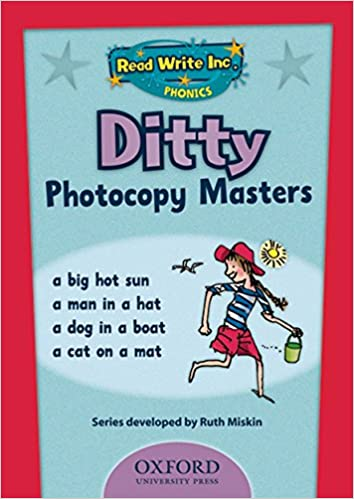 Read Write Inc.
PHONICS
Ditty
Photocopy Masters
a big hot sun
a man in a hat
a dog in a boat
a cat on a mat
Series developed by Ruth Miskin
OXFORD
UNIVERSITY PRESS